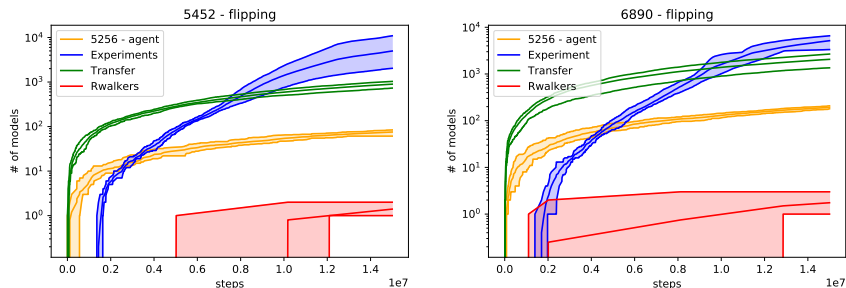 5452 - flipping
# of models
10⁴
10³
10²
10¹
10⁰
5256 - agent
Experiments
Transfer
Rwalkers
0.0 0.2 0.4 0.6 0.8 1.0 1.2 1.4
steps
1e7
6890 - flipping
# of models
10⁴
10³
10²
10¹
10⁰
5256 - agent
Experiment
Transfer
Rwalkers
0.0 0.2 0.4 0.6 0.8 1.0 1.2 1.4
steps
1e7